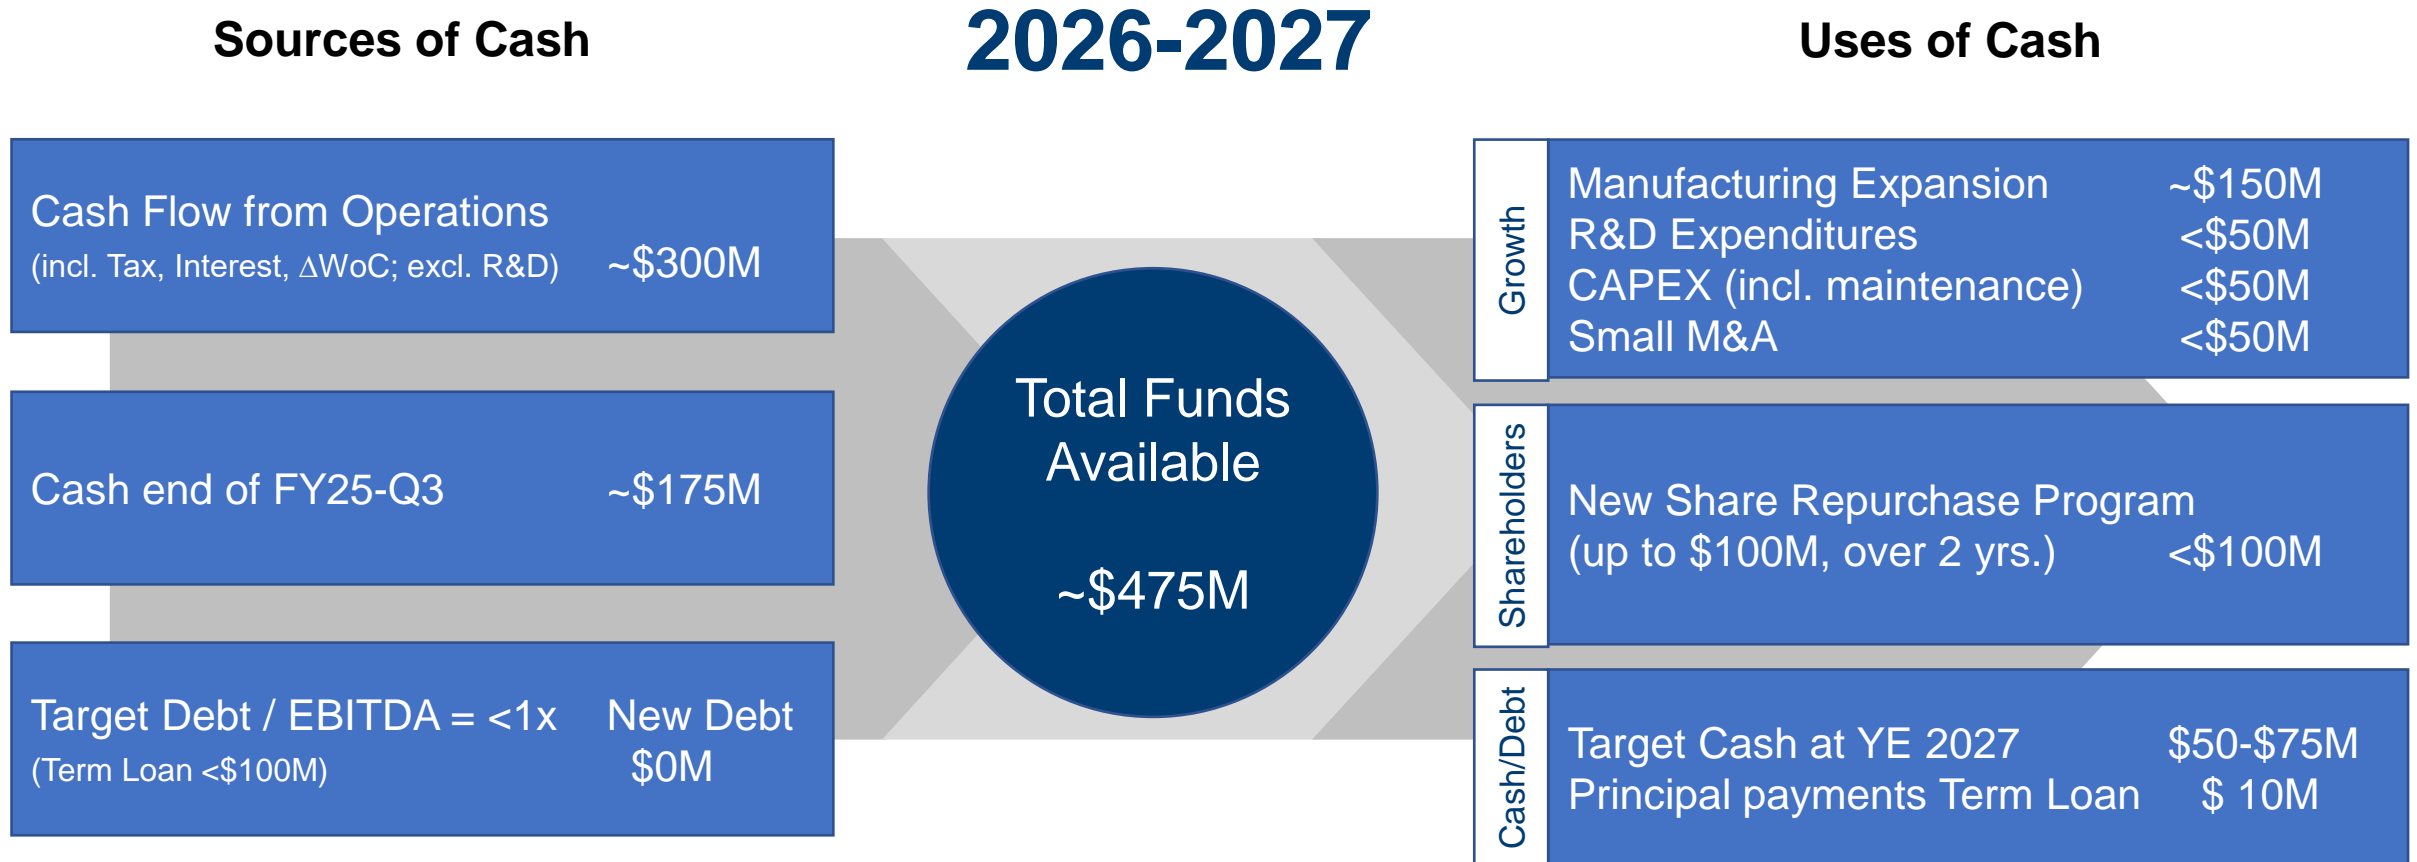 Sources of Cash
2026-2027
Uses of Cash
Cash Flow from Operations
(incl. Tax, Interest, ∆WoC; excl. R&D) ~$300M
Cash end of FY25-Q3 ~$175M
Target Debt / EBITDA = <1x New Debt
(Term Loan <$100M) $0M
Total Funds
Available
~$475M
Growth
Manufacturing Expansion ~$150M
R&D Expenditures <$50M
CAPEX (incl. maintenance) <$50M
Small M&A <$50M
Shareholders
New Share Repurchase Program
(up to $100M, over 2 yrs.) <$100M
Cash/Debt
Target Cash at YE 2027 $50-$75M
Principal payments Term Loan $ 10M